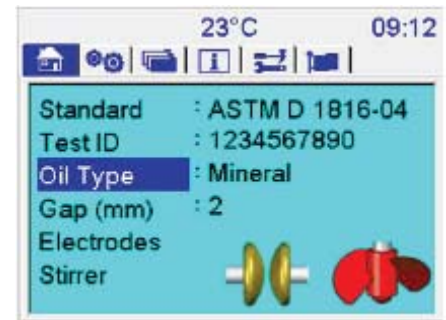 23°C 09:12
Standard : ASTM D 1816-04
Test ID : 1234567890
Oil Type : Mineral
Gap (mm) : 2
Electrodes
Stirrer